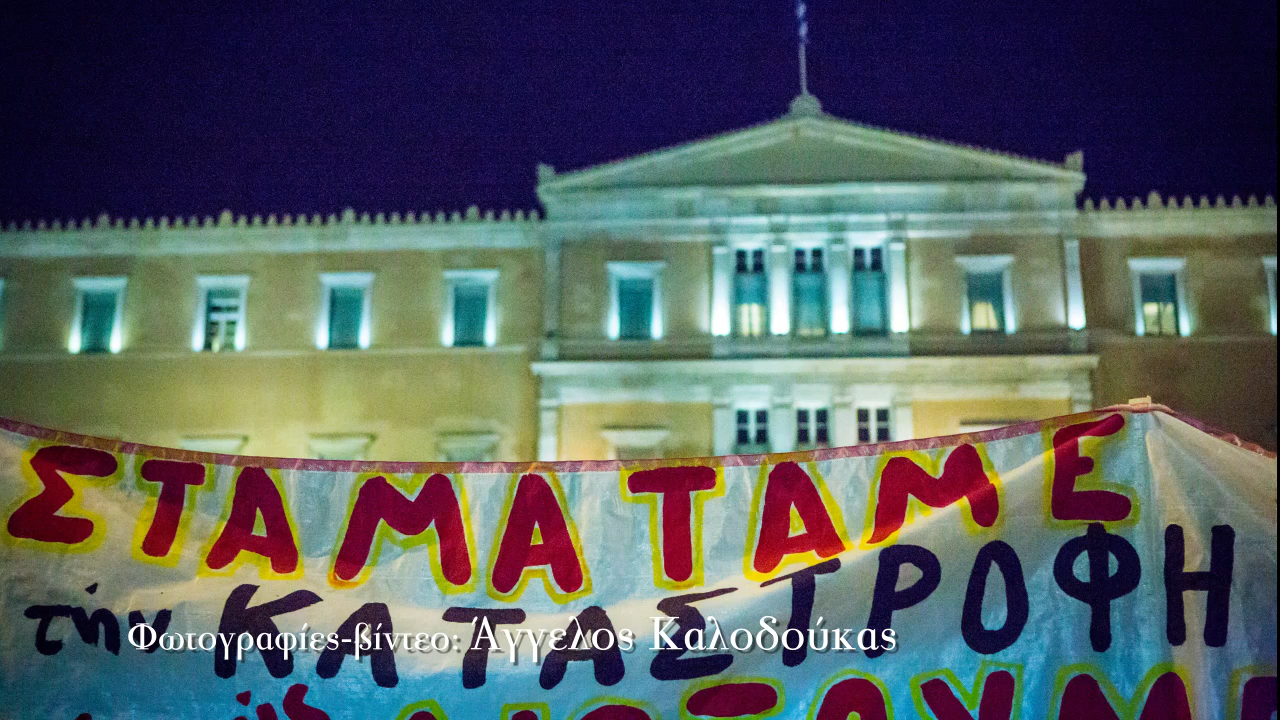 ΣΤΑΜΑΤΑΜΕ
την ΚΑΤΑΣΤΡΟΦΗ
Φωτογραφίες-βίντεο: Άγγελος Καλοδούκας